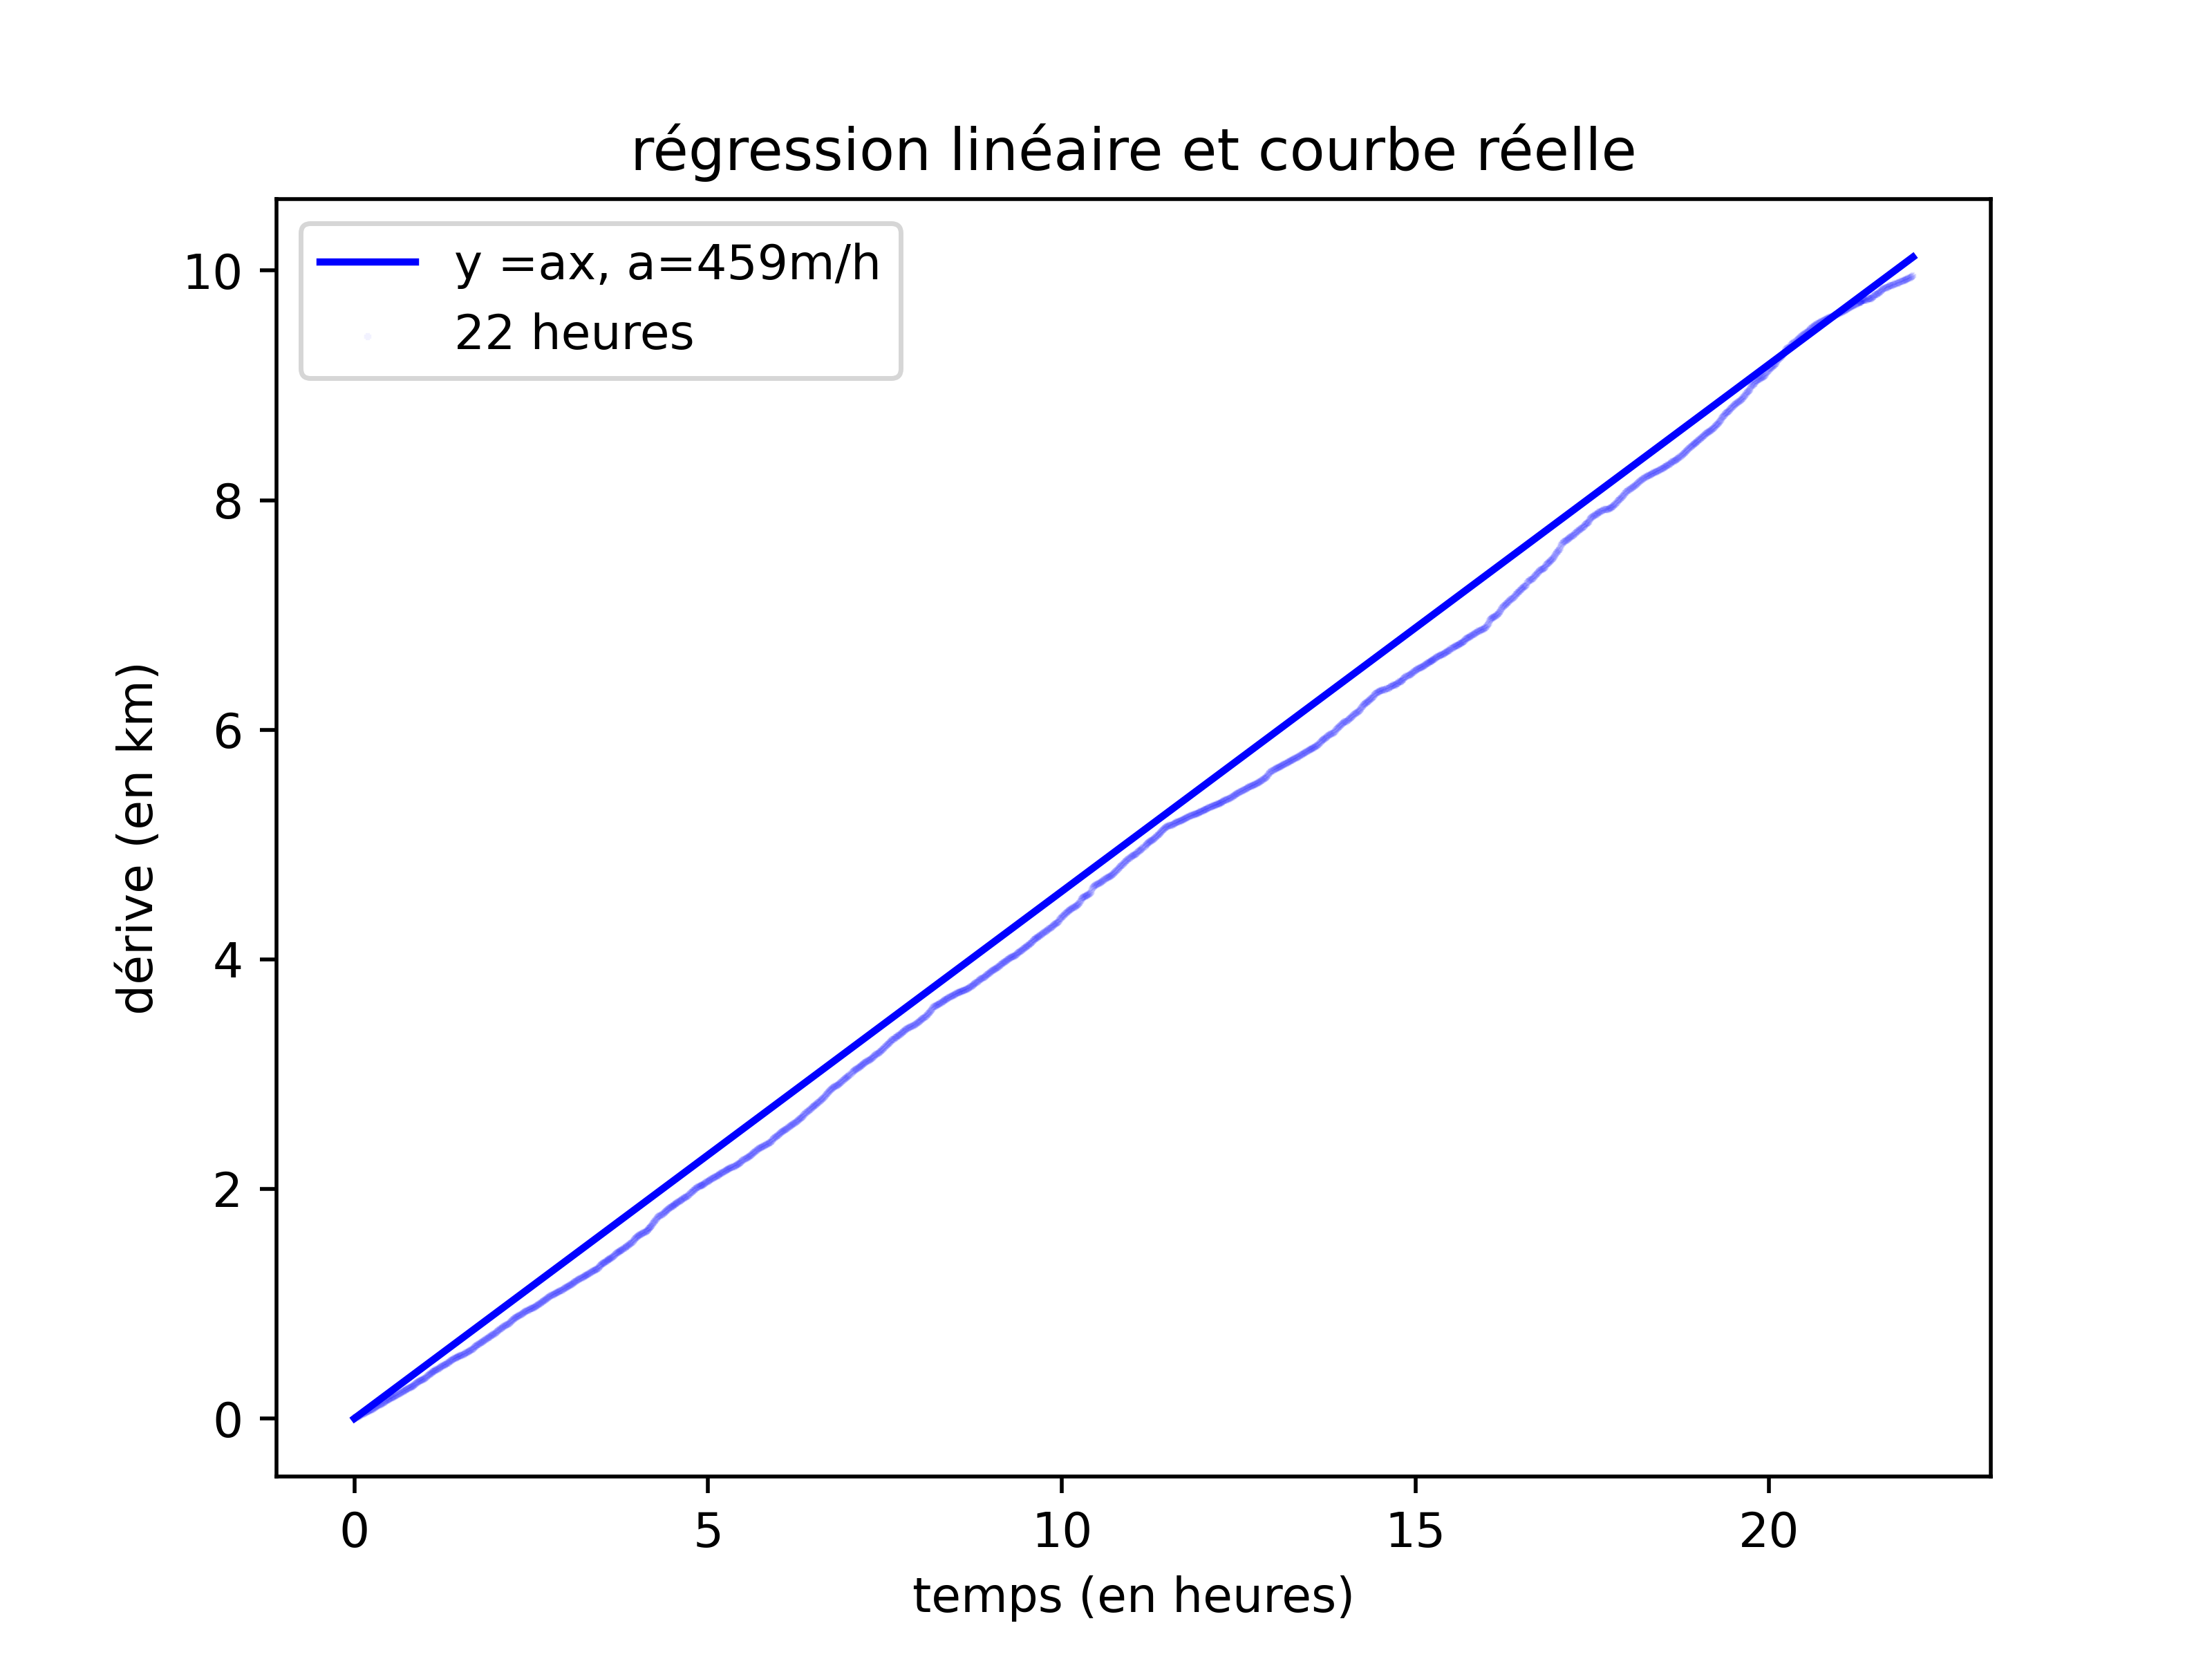 régression linéaire et courbe réelle
y =ax, a=459m/h
22 heures
10
8
6
4
2
0
dérive (en km)
0 5 10 15 20
temps (en heures)